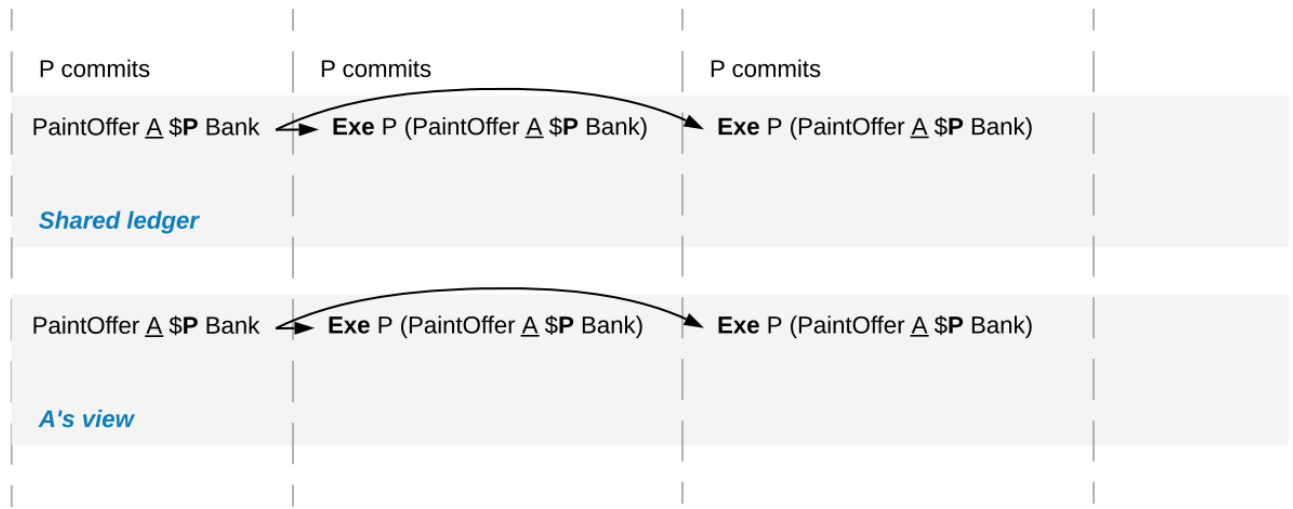 P commits P commits P commits
PaintOffer A $P Bank Exe P (PaintOffer A $P Bank) Exe P (PaintOffer A $P Bank)
Shared ledger
PaintOffer A $P Bank Exe P (PaintOffer A $P Bank) Exe P (PaintOffer A $P Bank)
A's view